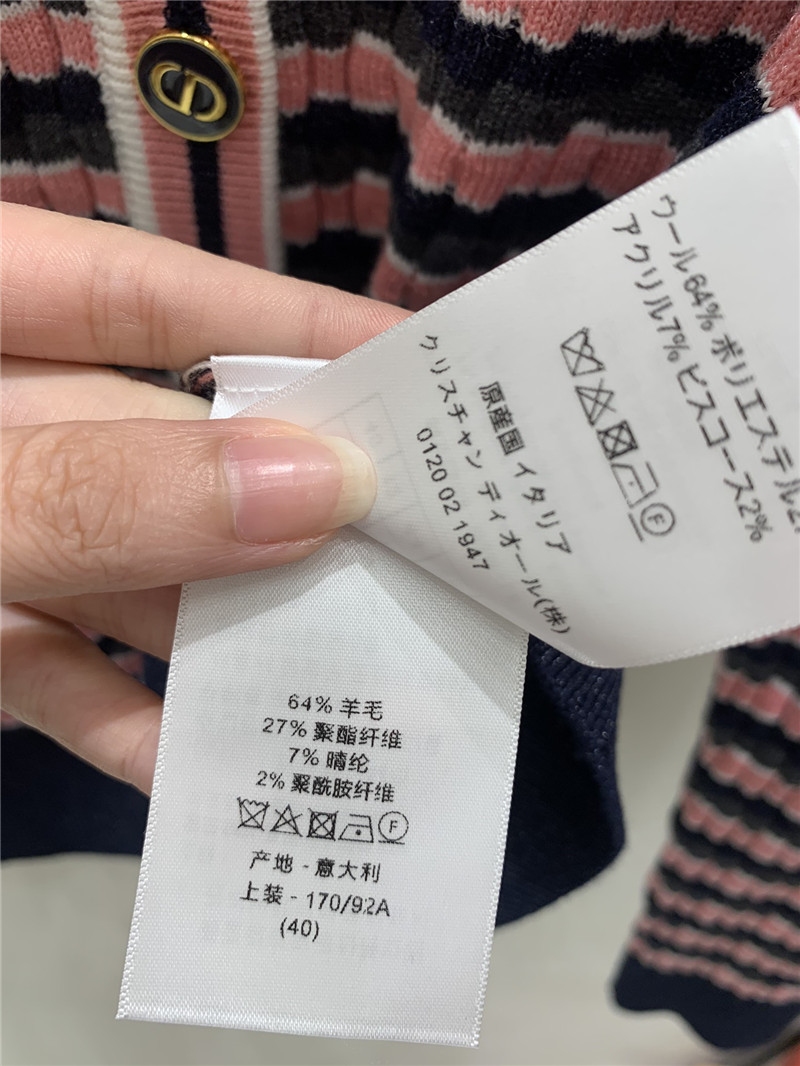 CD
ウール64% ポリエステル2
アクリル7% ビスコース2%
F
原産国 イタリア
クリスチャン ディオール(株)
0120 02 1947
64% 羊毛
27% 聚酯纤维
7% 晴纶
2% 聚酰胺纤维
F
产地 - 意大利
上装 - 170/92A
(40)